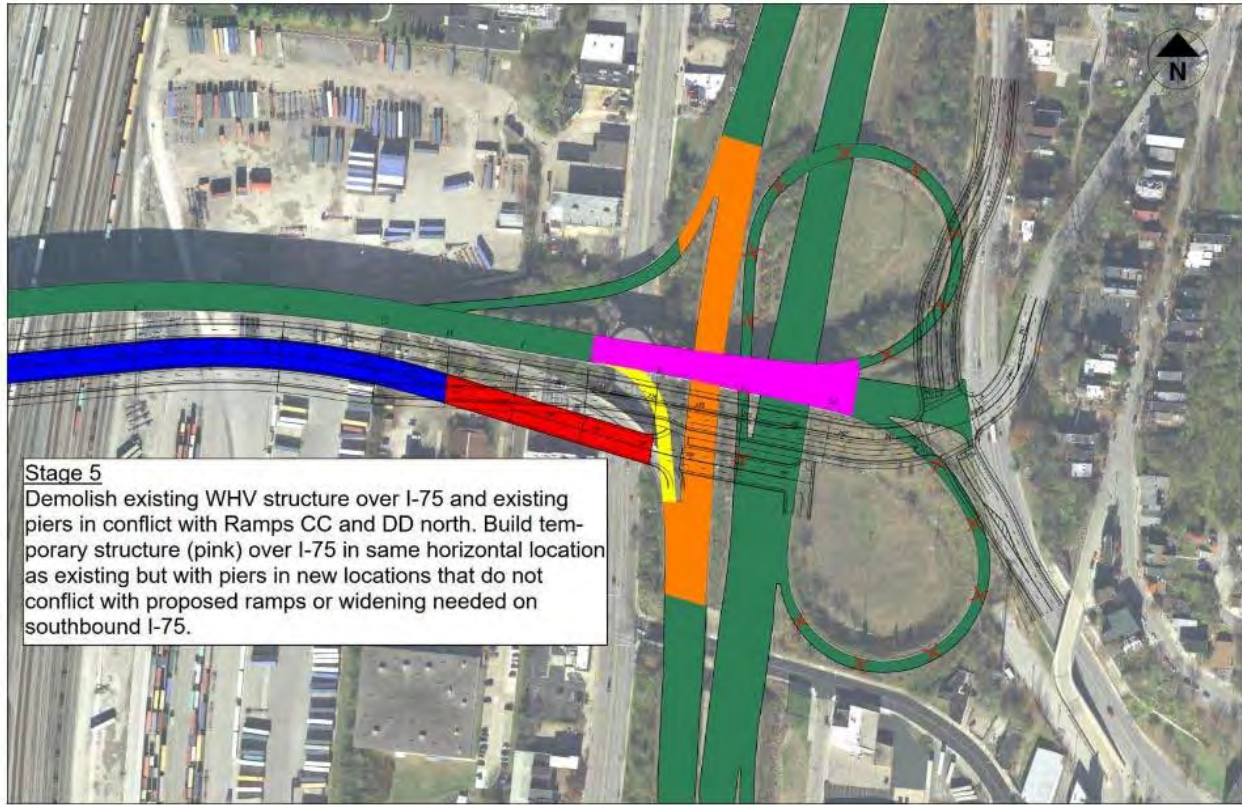 N
Stage 5
Demolish existing WHV structure over I-75 and existing
piers in conflict with Ramps CC and DD north. Build tem-
porary structure (pink) over I-75 in same horizontal location
as existing but with piers in new locations that do not
conflict with proposed ramps or widening needed on
southbound I-75.